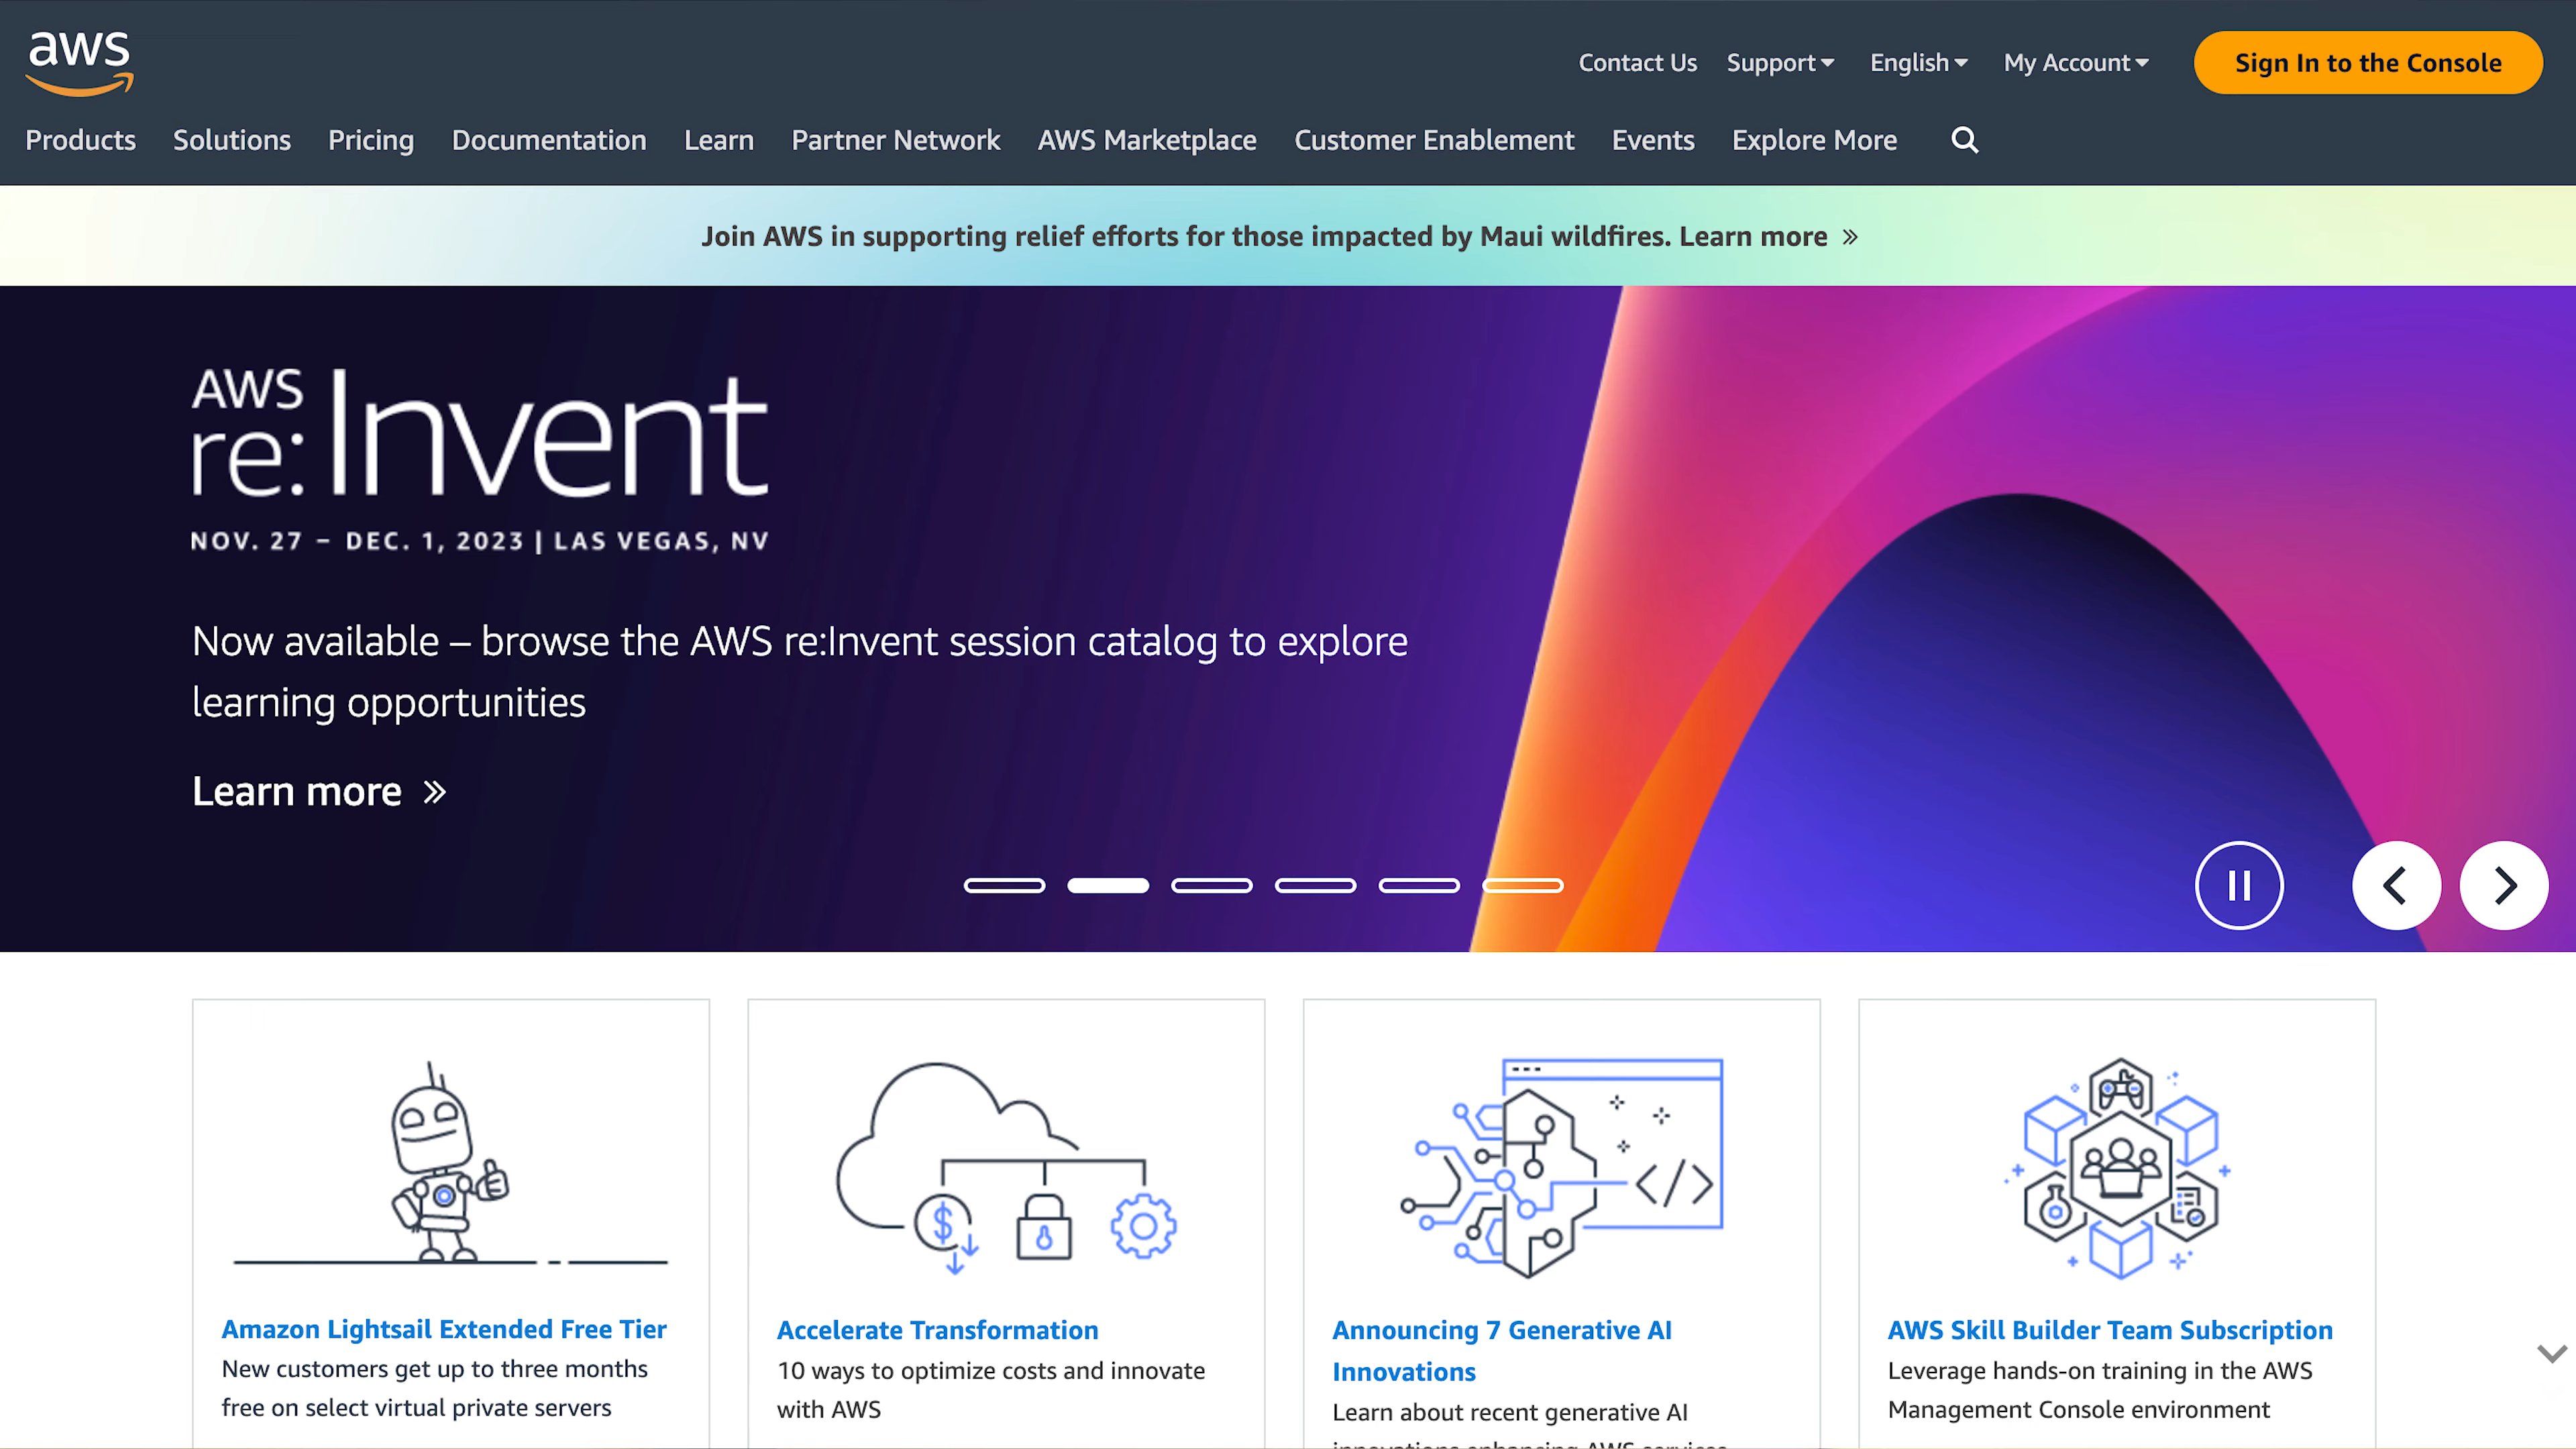 aws
Contact Us Support English My Account Sign In to the Console
Products Solutions Pricing Documentation Learn Partner Network AWS Marketplace Customer Enablement Events Explore More
Join AWS in supporting relief efforts for those impacted by Maui wildfires. Learn more »
AWS
re:Invent
NOV. 27 – DEC. 1, 2023 | LAS VEGAS, NV
Now available – browse the AWS re:Invent session catalog to explore
learning opportunities
Learn more »
$
</>
Amazon Lightsail Extended Free Tier
New customers get up to three months
free on select virtual private servers
Accelerate Transformation
10 ways to optimize costs and innovate
with AWS
Announcing 7 Generative AI
Innovations
Learn about recent generative AI
innovations enhancing AWS services
AWS Skill Builder Team Subscription
Leverage hands-on training in the AWS
Management Console environment